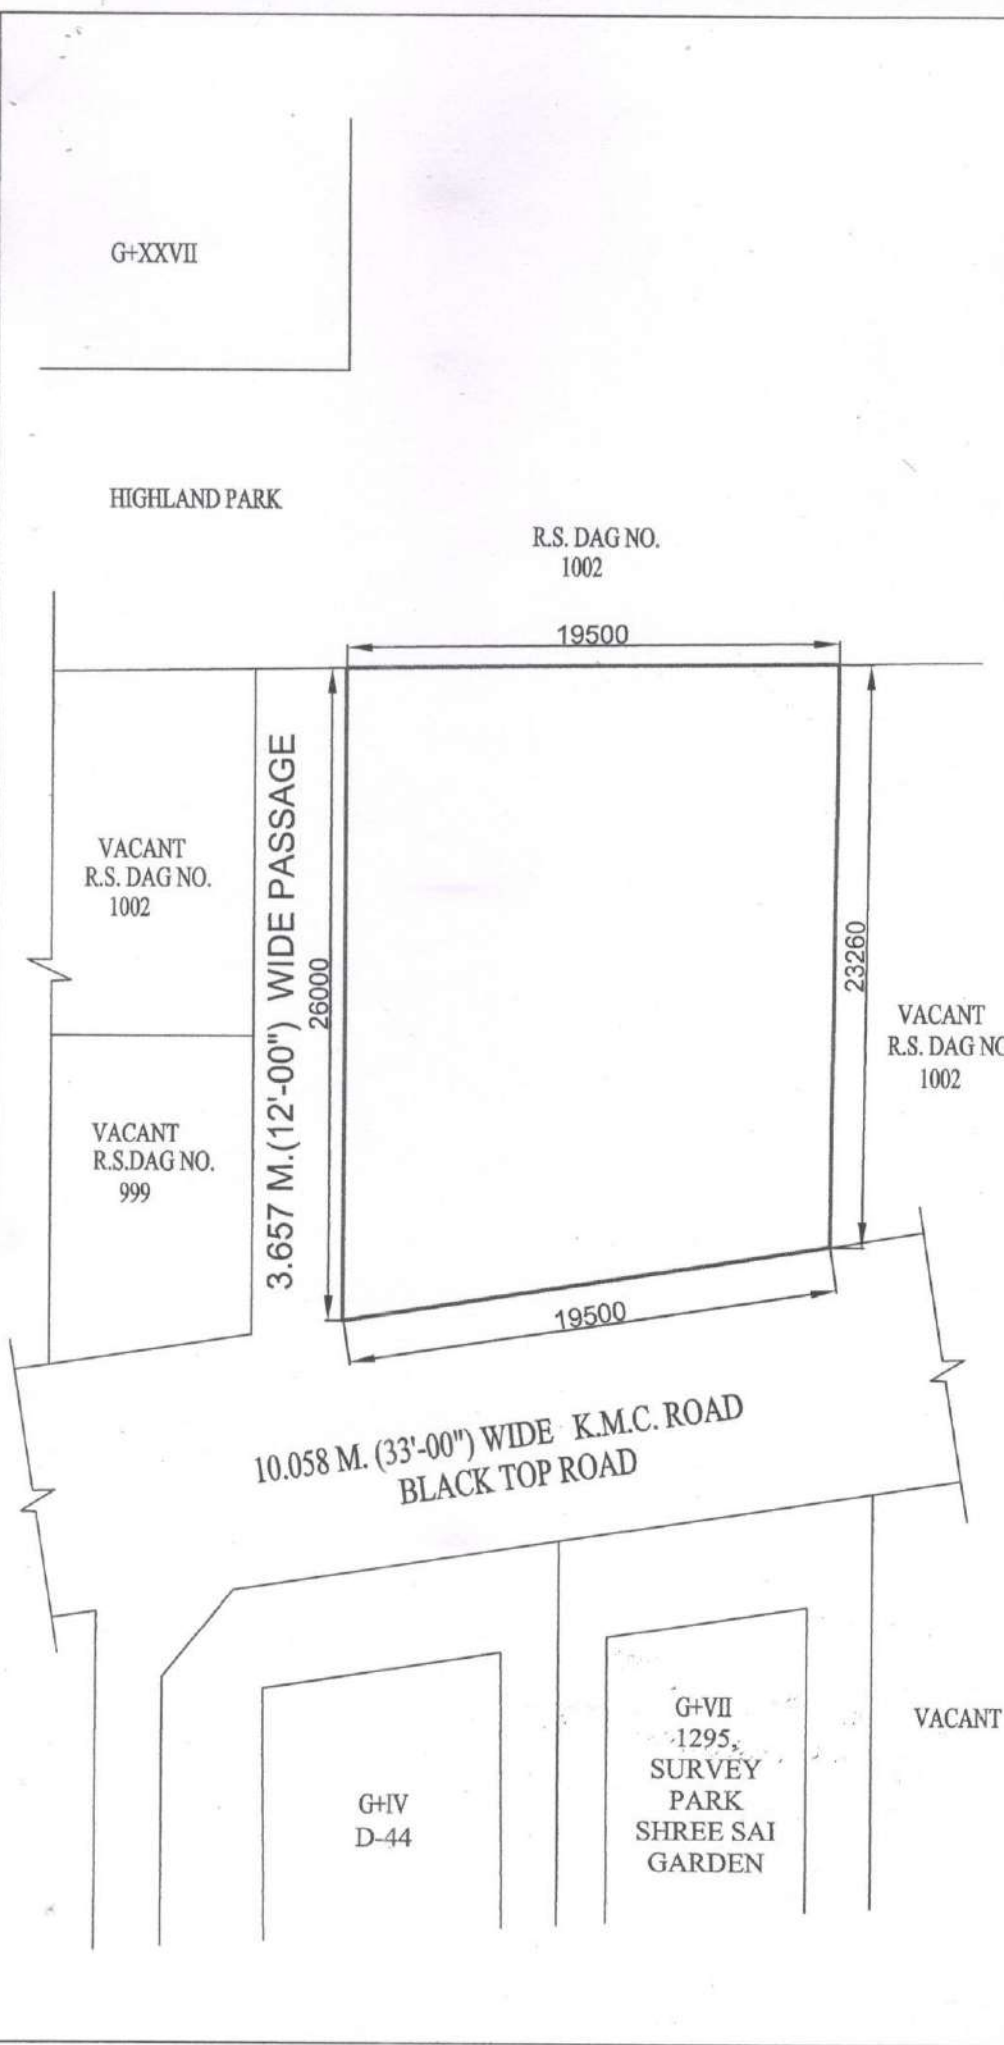 G+XXVII
HIGHLAND PARK
R.S. DAG NO.
1002
19500
3.657 M.(12'-00") WIDE PASSAGE
26000
VACANT
R.S. DAG NO.
1002
23260
VACANT
R.S. DAG NO
1002
VACANT
R.S.DAG NO.
999
19500
10.058 M. (33'-00") WIDE K.M.C. ROAD
BLACK TOP ROAD
G+IV
D-44
G+VII
1295,
SURVEY
PARK
SHREE SAI
GARDEN
VACANT